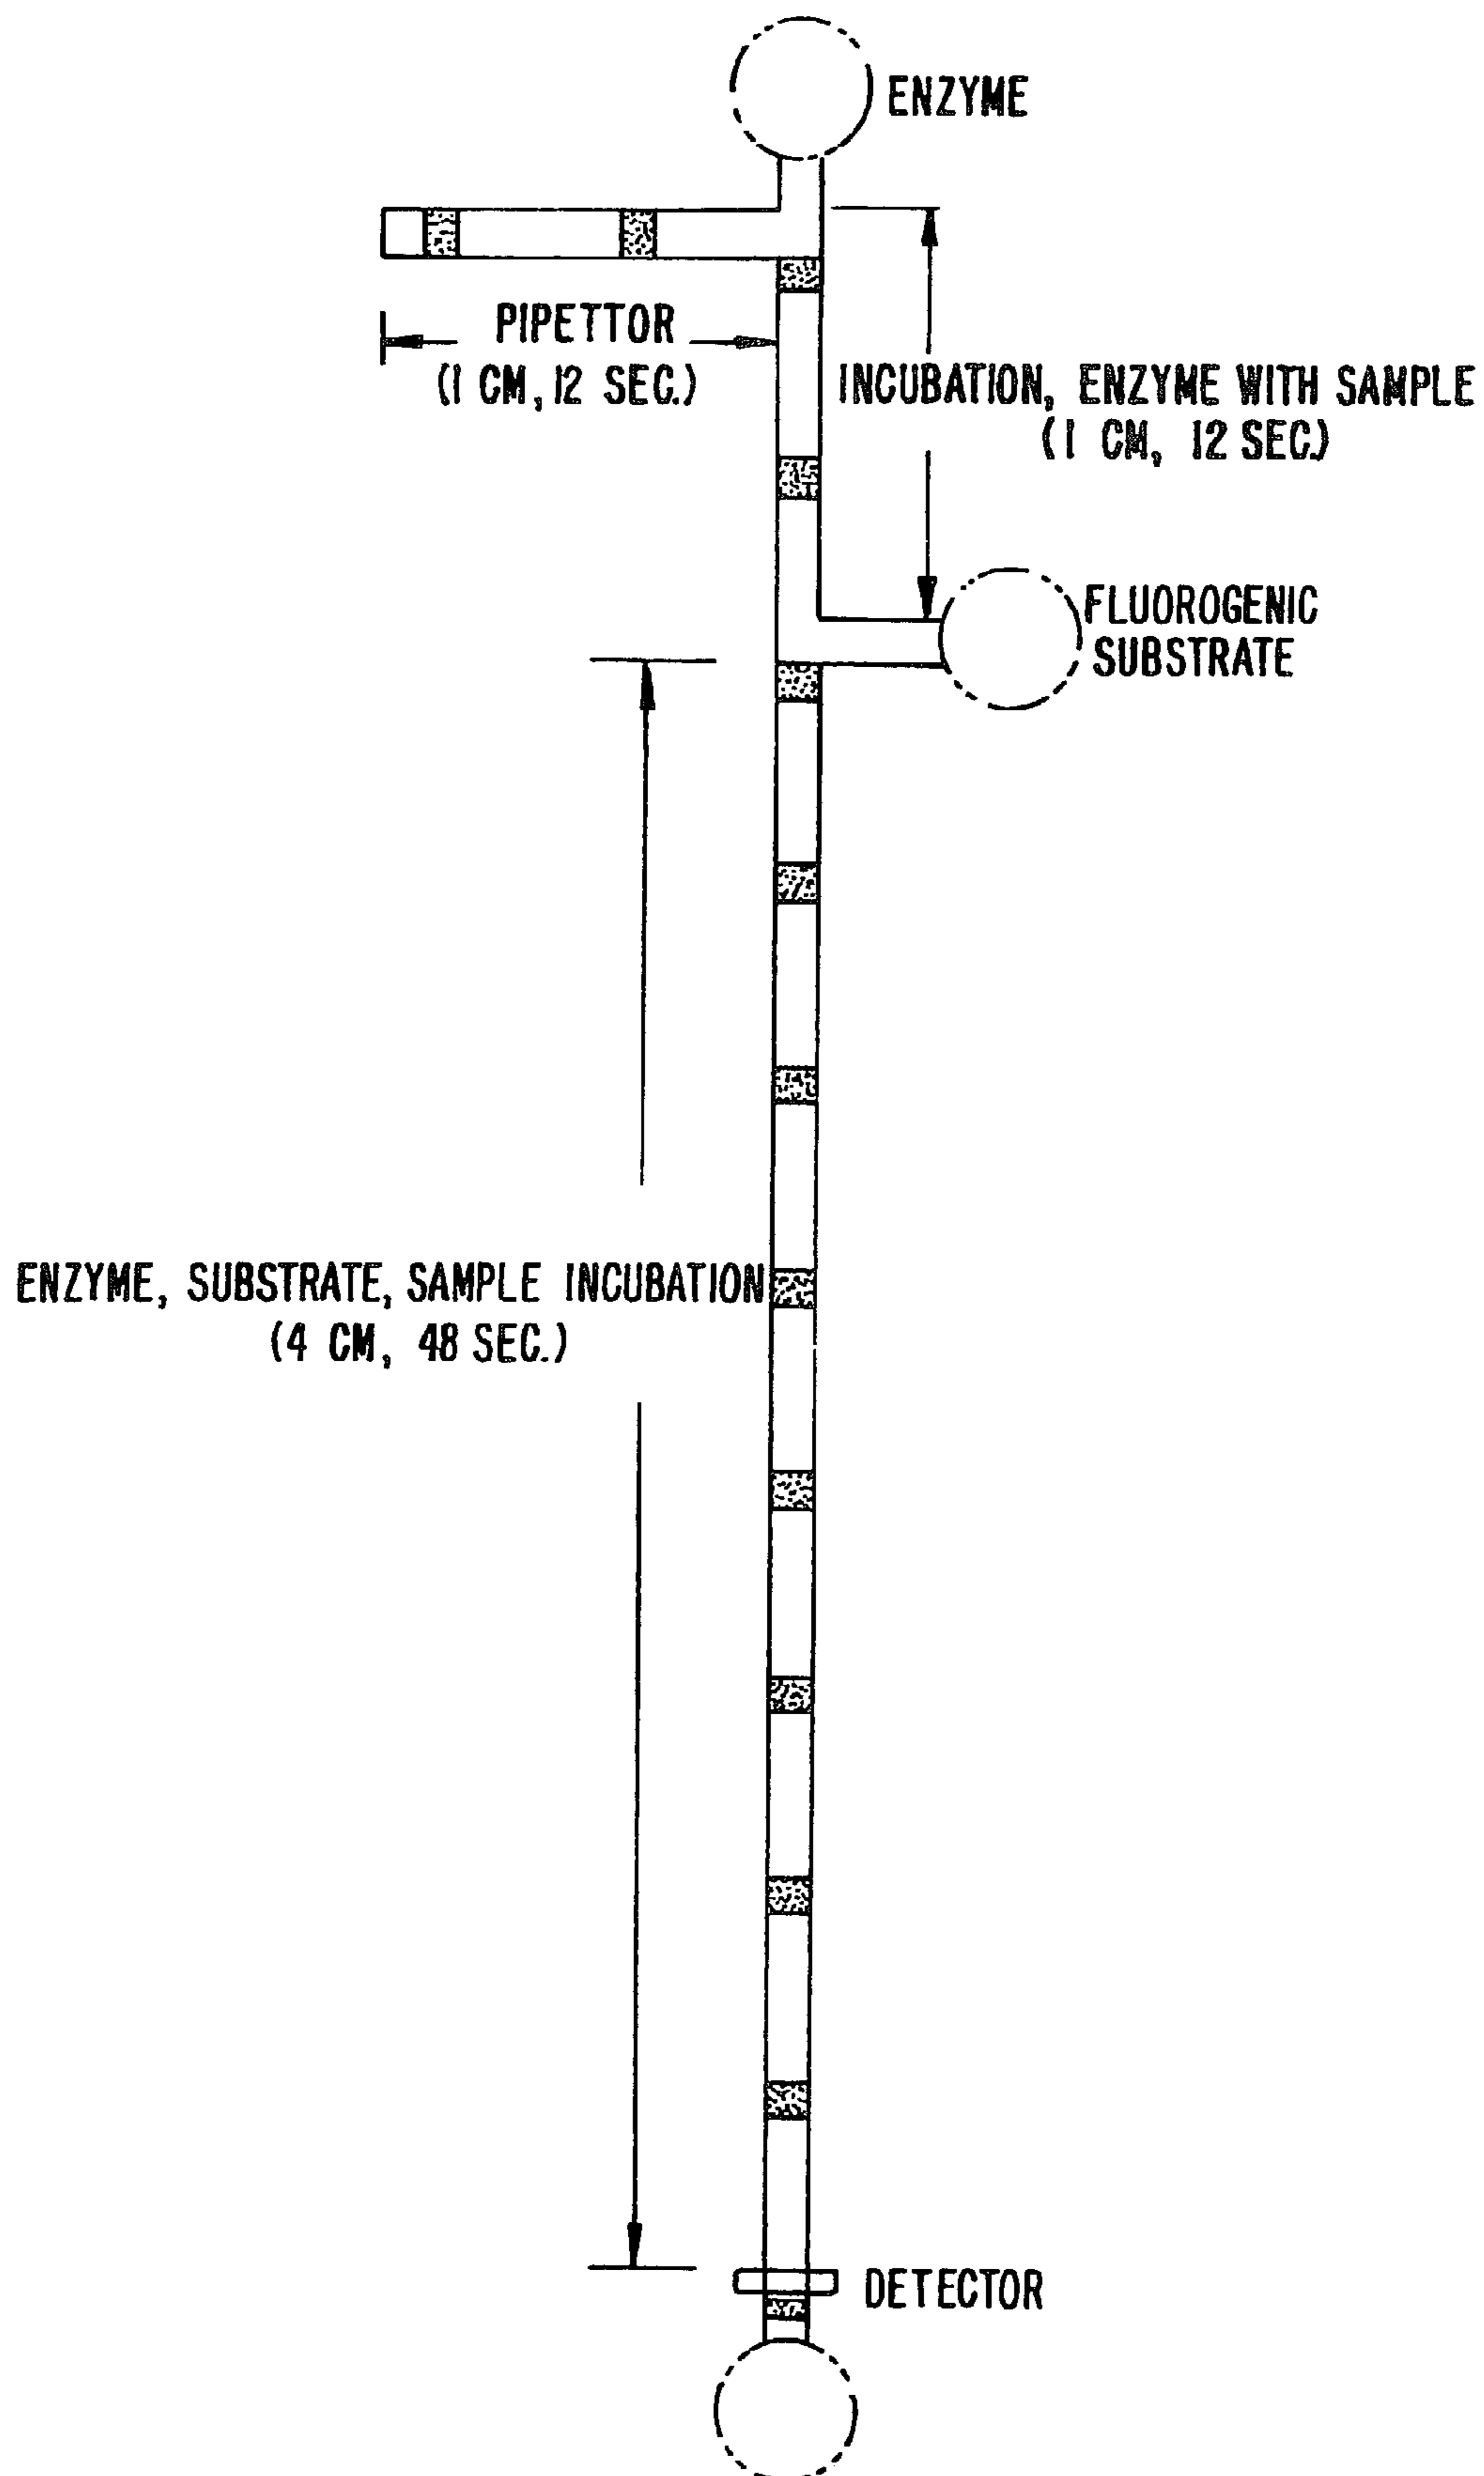 ENZYME
PIPETTOR
(1 CM, 12 SEC.)
INCUBATION, ENZYME WITH SAMPLE
(1 CM, 12 SEC.)
FLUOROGENIC
SUBSTRATE
ENZYME, SUBSTRATE, SAMPLE INCUBATION
(4 CM, 48 SEC.)
DETECTOR